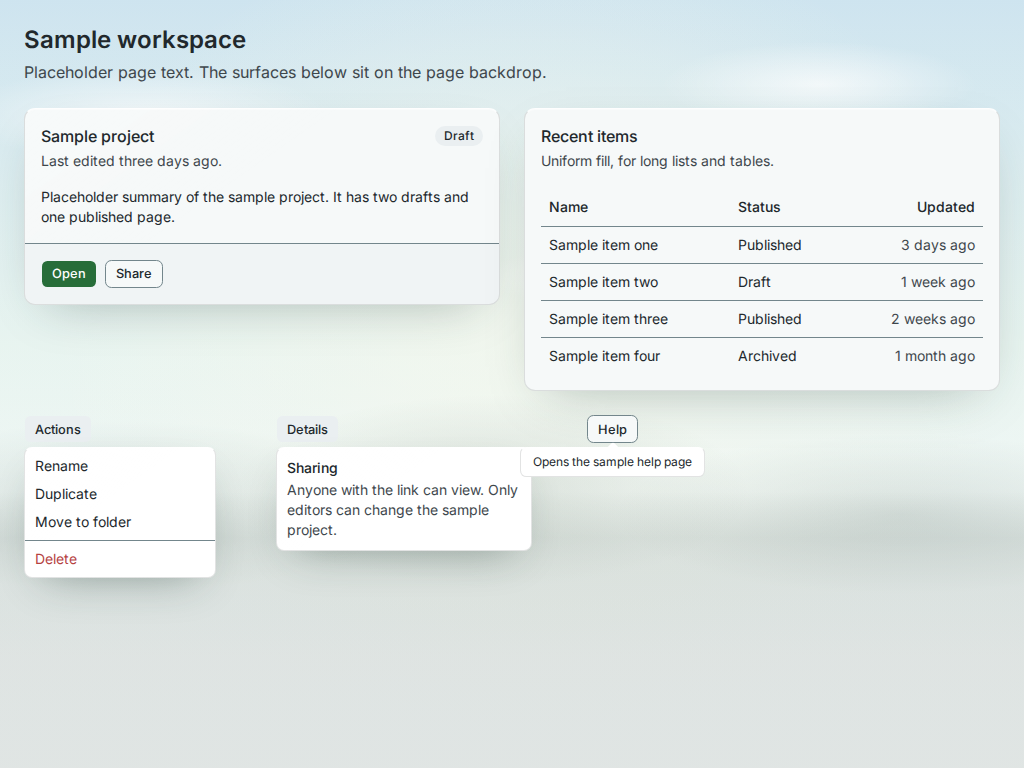 Sample workspace
Placeholder page text. The surfaces below sit on the page backdrop.
Sample project
Draft
Last edited three days ago.
Placeholder summary of the sample project. It has two drafts and
one published page.
Open Share
Recent items
Uniform fill, for long lists and tables.
Name Status Updated
Sample item one Published 3 days ago
Sample item two Draft 1 week ago
Sample item three Published 2 weeks ago
Sample item four Archived 1 month ago
Actions
Rename
Duplicate
Move to folder
Delete
Details
Sharing
Anyone with the link can view. Only
editors can change the sample
project.
Help
Opens the sample help page